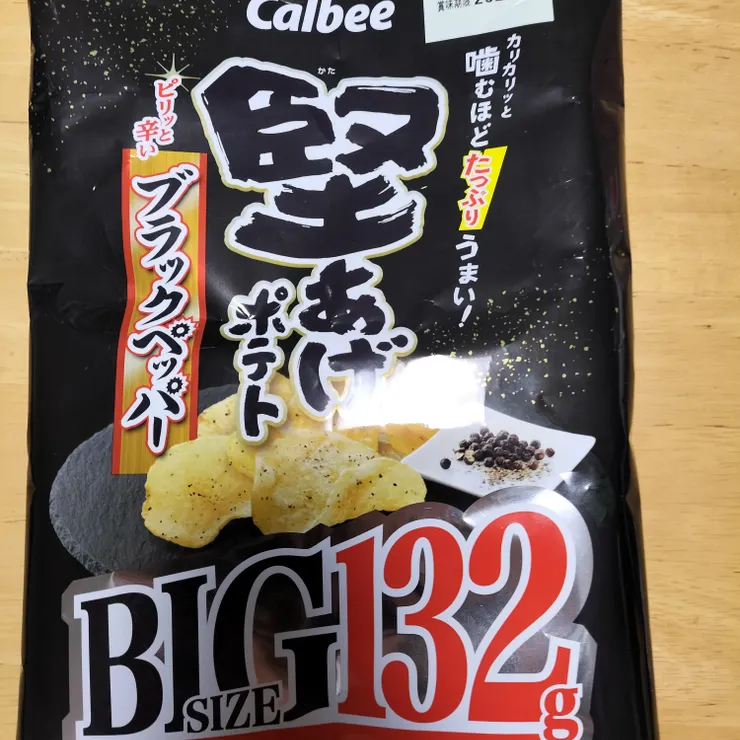 Calbee
賞味期限
カリカリッと
噛むほど
たっぷり
うまい!
かた
堅あげ
ポテト
ピリッと
辛い
ブラックペッパー
BIG
SIZE
132g